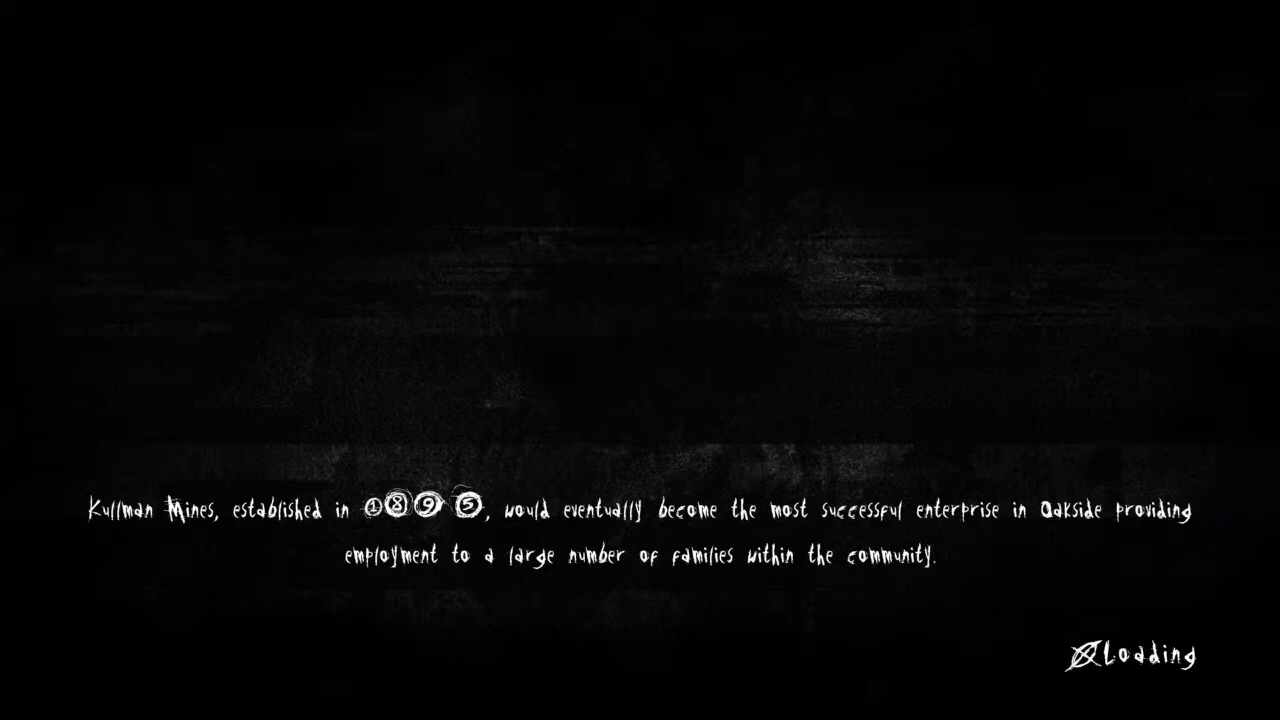 Kullman Mines, established in 1895, would eventually become the most successful enterprise in Oakside providing
employment to a large number of families within the community.
Loading